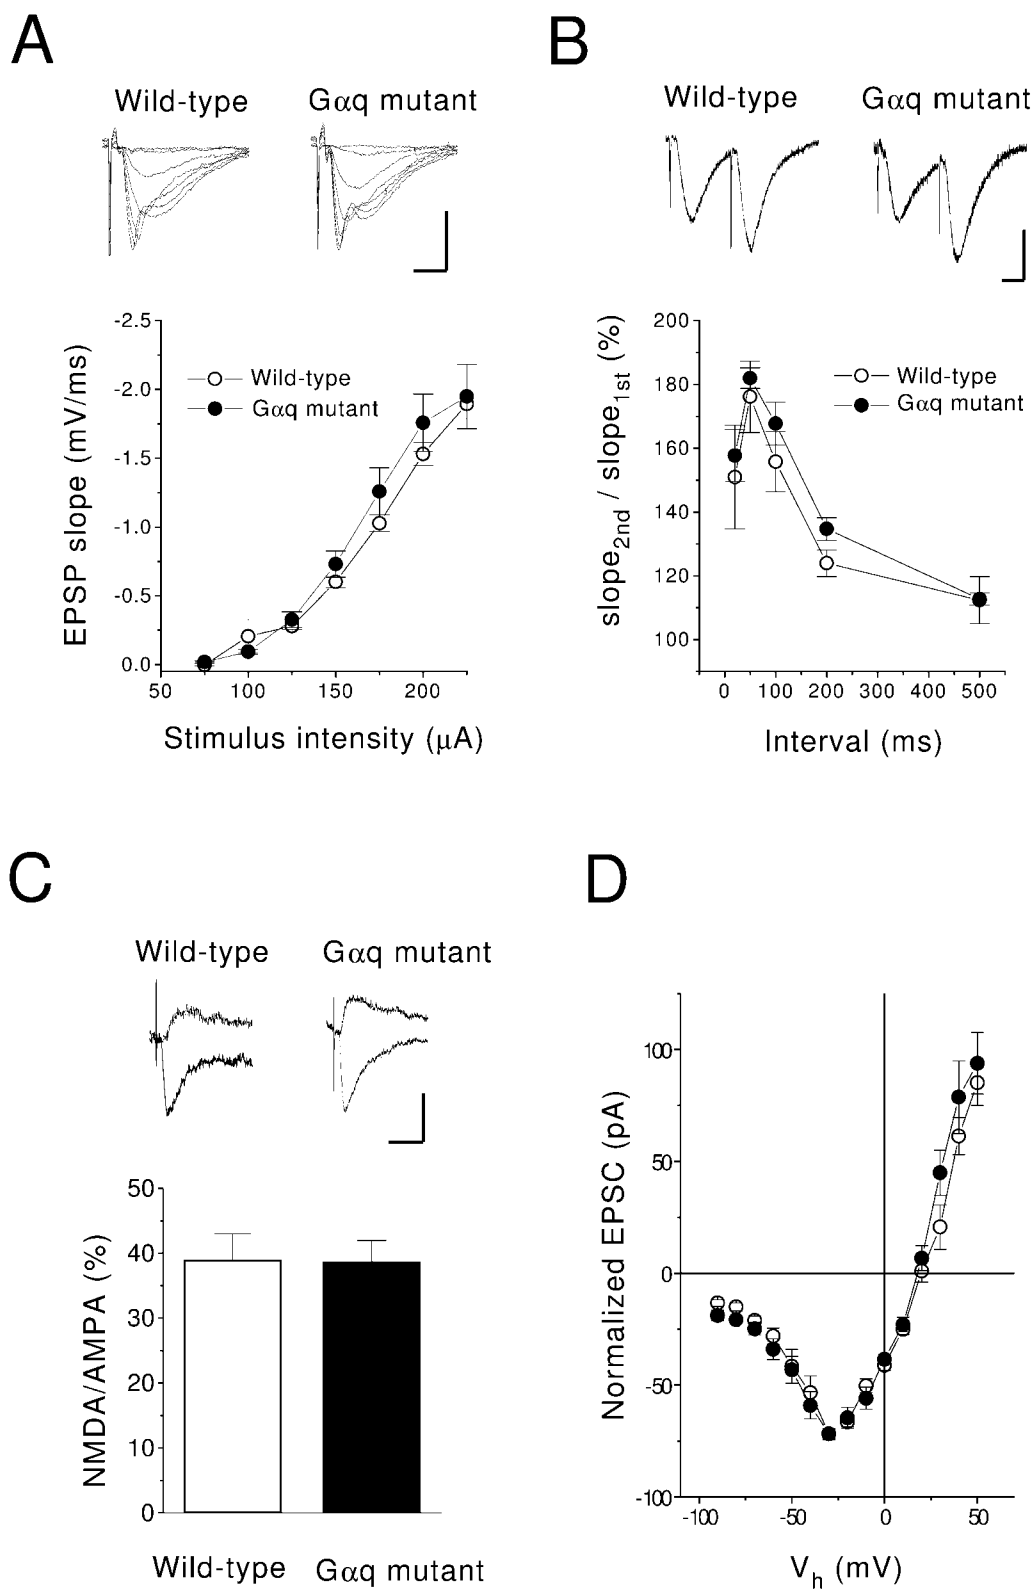 A
Wild-type
Gαq mutant
EPSP slope (mV/ms)
-2.5
-2.0
-1.5
-1.0
-0.5
0.0
Wild-type
Gαq mutant
50
100
150
200
Stimulus intensity (μA)
B
Wild-type
Gαq mutant
slope2nd / slope1st (%)
200
180
160
140
120
100
Wild-type
Gαq mutant
0
100
200
300
400
500
Interval (ms)
C
Wild-type
Gαq mutant
NMDA/AMPA (%)
50
40
30
20
10
0
Wild-type
Gαq mutant
D
Normalized EPSC (pA)
100
50
0
-50
-100
-100
-50
0
50
Vh (mV)